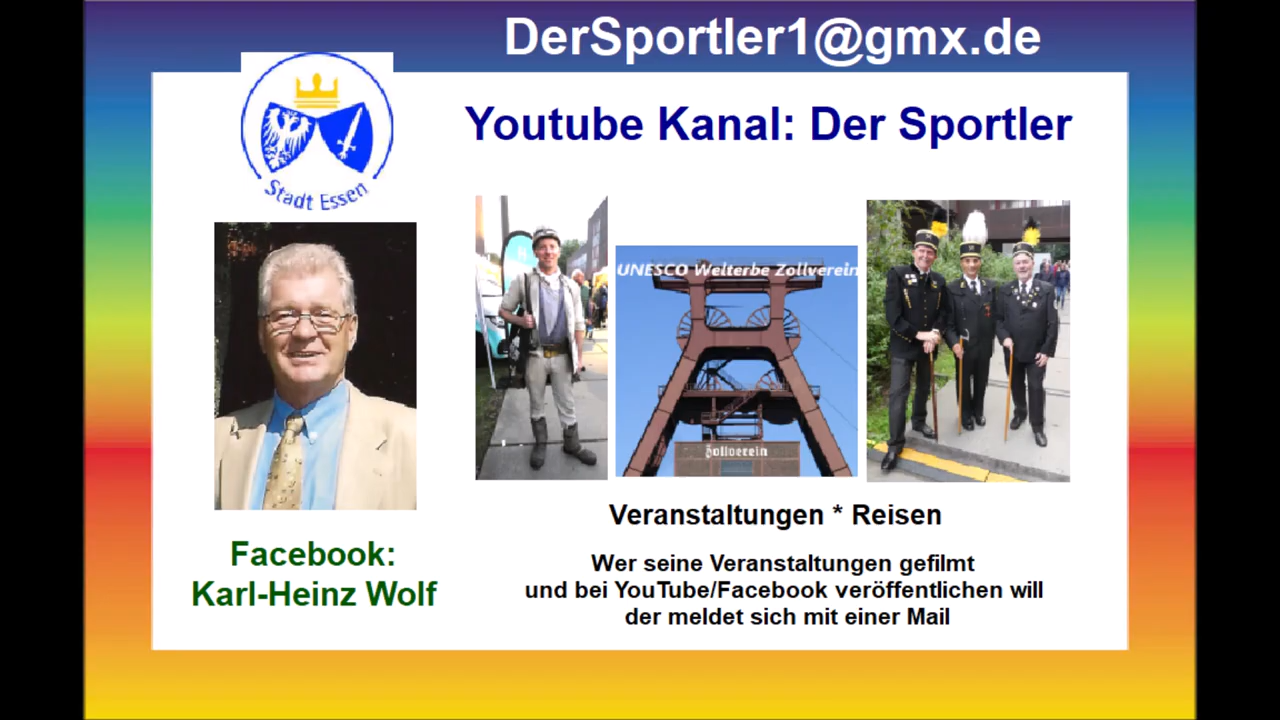 DerSportler1@gmx.de
Youtube Kanal: Der Sportler
Stadt Essen
UNESCO Welterbe Zollverein
Zollverein
Veranstaltungen * Reisen
Facebook:
Karl-Heinz Wolf
Wer seine Veranstaltungen gefilmt
und bei YouTube/Facebook veröffentlichen will
der meldet sich mit einer Mail